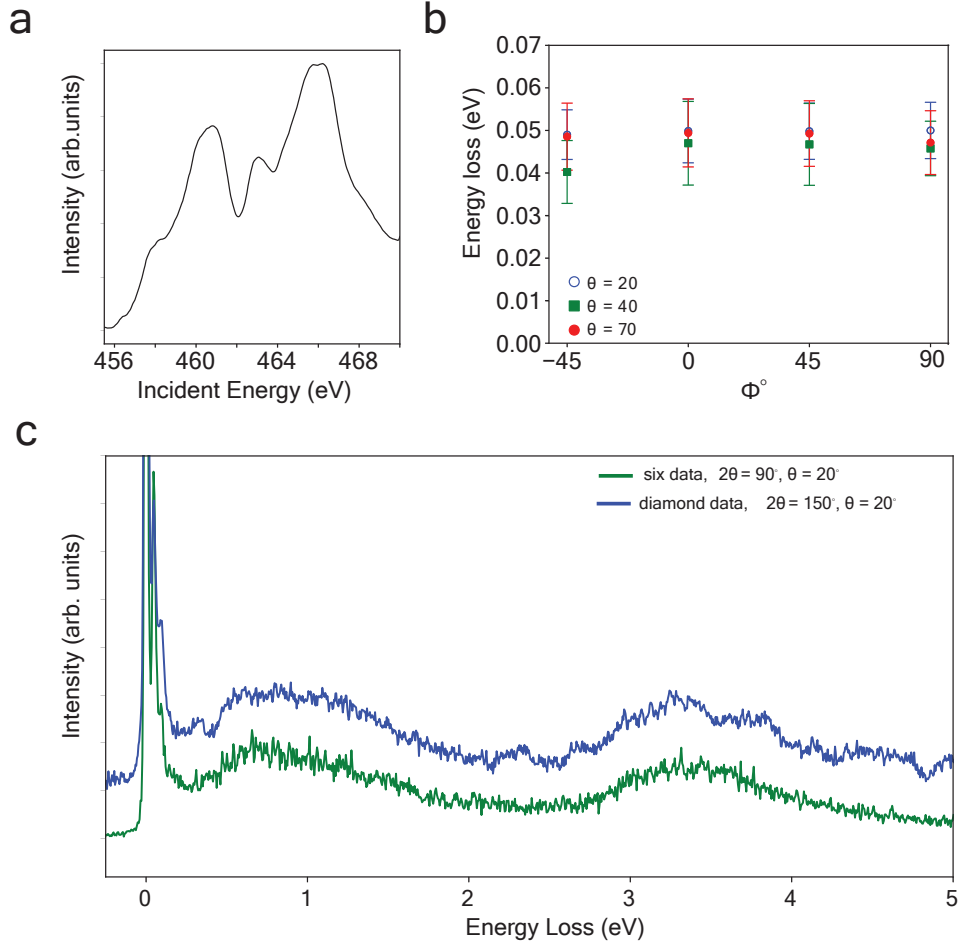 a
Intensity (arb.units)
456 460 464 468
Incident Energy (eV)
b
Energy loss (eV)
0.07
0.06
0.05
0.04
0.03
0.02
0.01
0.00
θ = 20
θ = 40
θ = 70
−45 0 45 90
Φ°
c
Intensity (arb. units)
six data, 2θ = 90°, θ = 20°
diamond data, 2θ = 150°, θ = 20°
0 1 2 3 4 5
Energy Loss (eV)